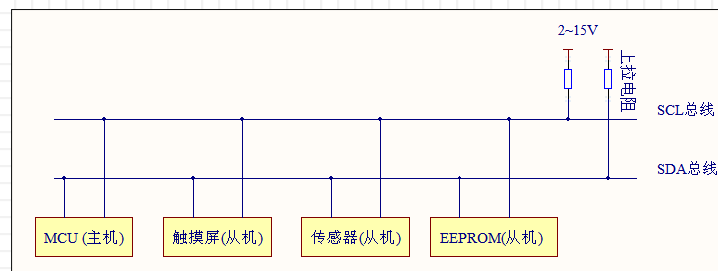 2~15V
上拉电阻
SCL总线
SDA总线
MCU (主机)
触摸屏(从机)
传感器(从机)
EEPROM(从机)